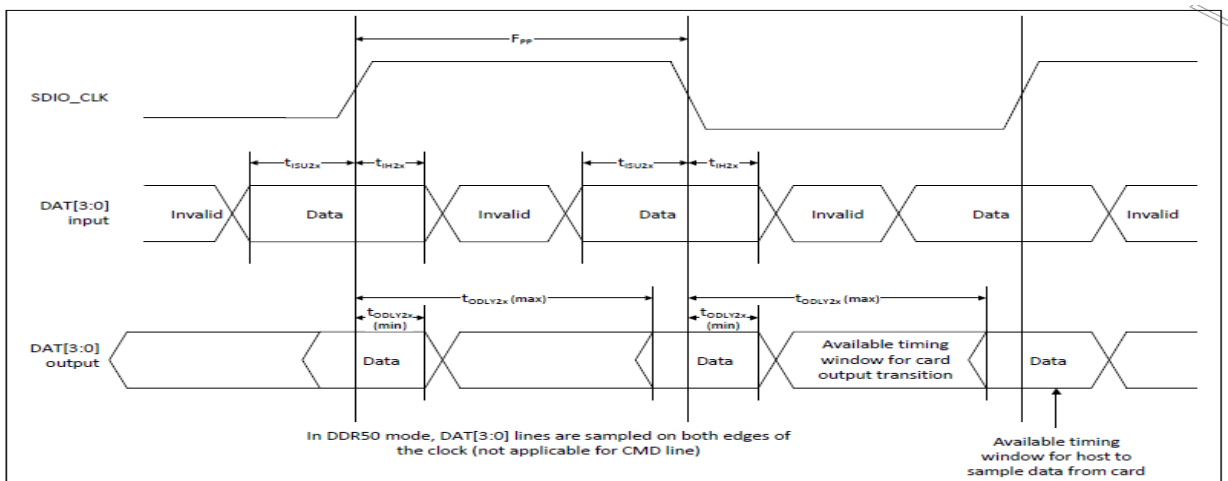 FPP
SDIO_CLK
tISU2x
tIH2x
tISU2x
tIH2x
DAT[3:0]
input
Invalid
Data
Invalid
Data
Invalid
Data
Invalid
tODLY2x (max)
tODLY2x (max)
tODLY2x
(min)
tODLY2x
(min)
DAT[3:0]
output
Data
Data
Available timing
window for card
output transition
Data
In DDR50 mode, DAT[3:0] lines are sampled on both edges of
the clock (not applicable for CMD line)
Available timing
window for host to
sample data from card